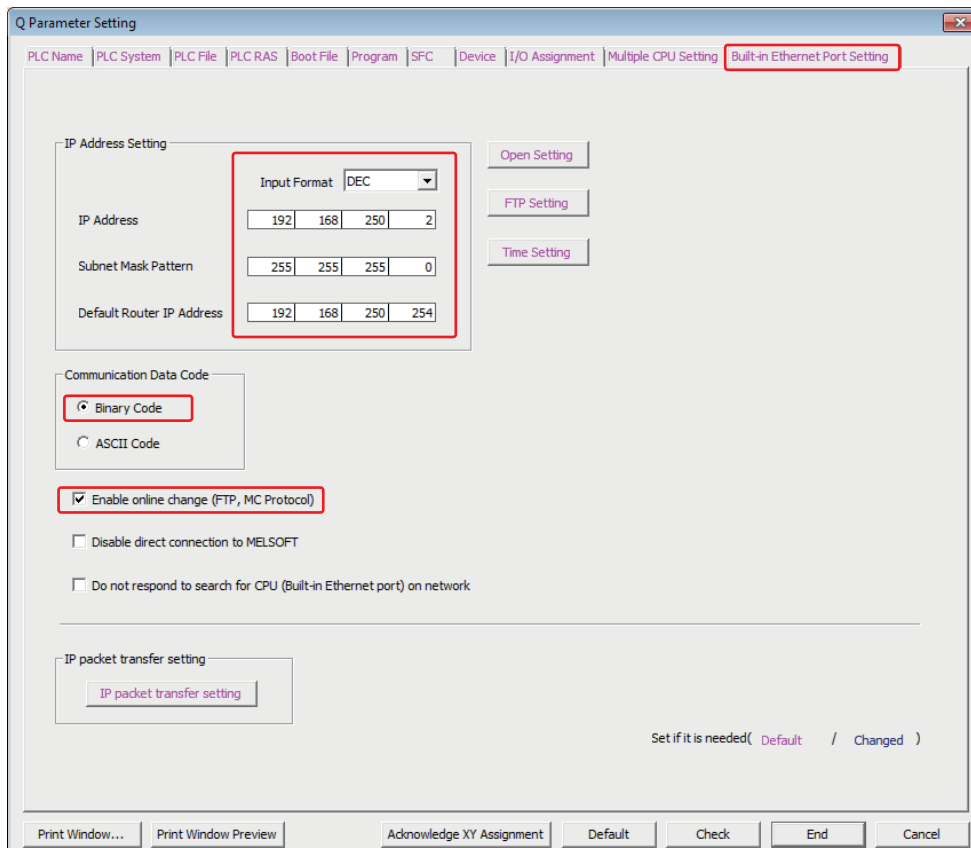 Q Parameter Setting
PLC Name PLC System PLC File PLC RAS Boot File Program SFC Device I/O Assignment Multiple CPU Setting Built-in Ethernet Port Setting
IP Address Setting
Input Format DEC
IP Address 192 168 250 2
Subnet Mask Pattern 255 255 255 0
Default Router IP Address 192 168 250 254
Open Setting
FTP Setting
Time Setting
Communication Data Code
Binary Code
ASCII Code
Enable online change (FTP, MC Protocol)
Disable direct connection to MELSOFT
Do not respond to search for CPU (Built-in Ethernet port) on network
IP packet transfer setting
IP packet transfer setting
Set if it is needed( Default / Changed )
Print Window... Print Window Preview Acknowledge XY Assignment Default Check End Cancel